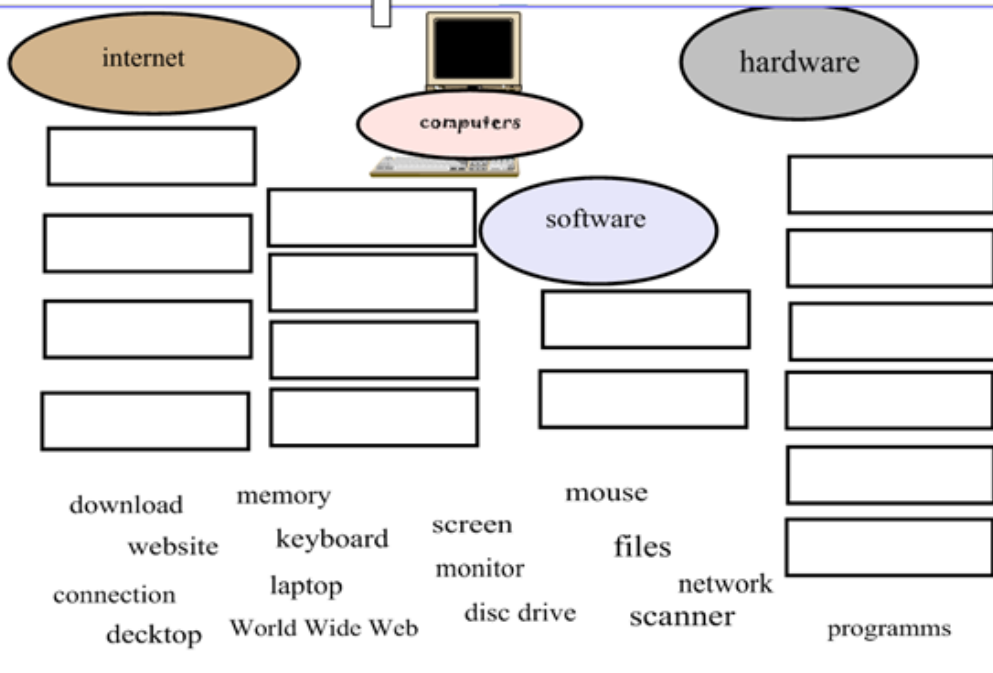 internet
hardware
computers
software
download
memory
mouse
website
keyboard
screen
files
connection
laptop
monitor
network
decktop
World Wide Web
disc drive
scanner
programms